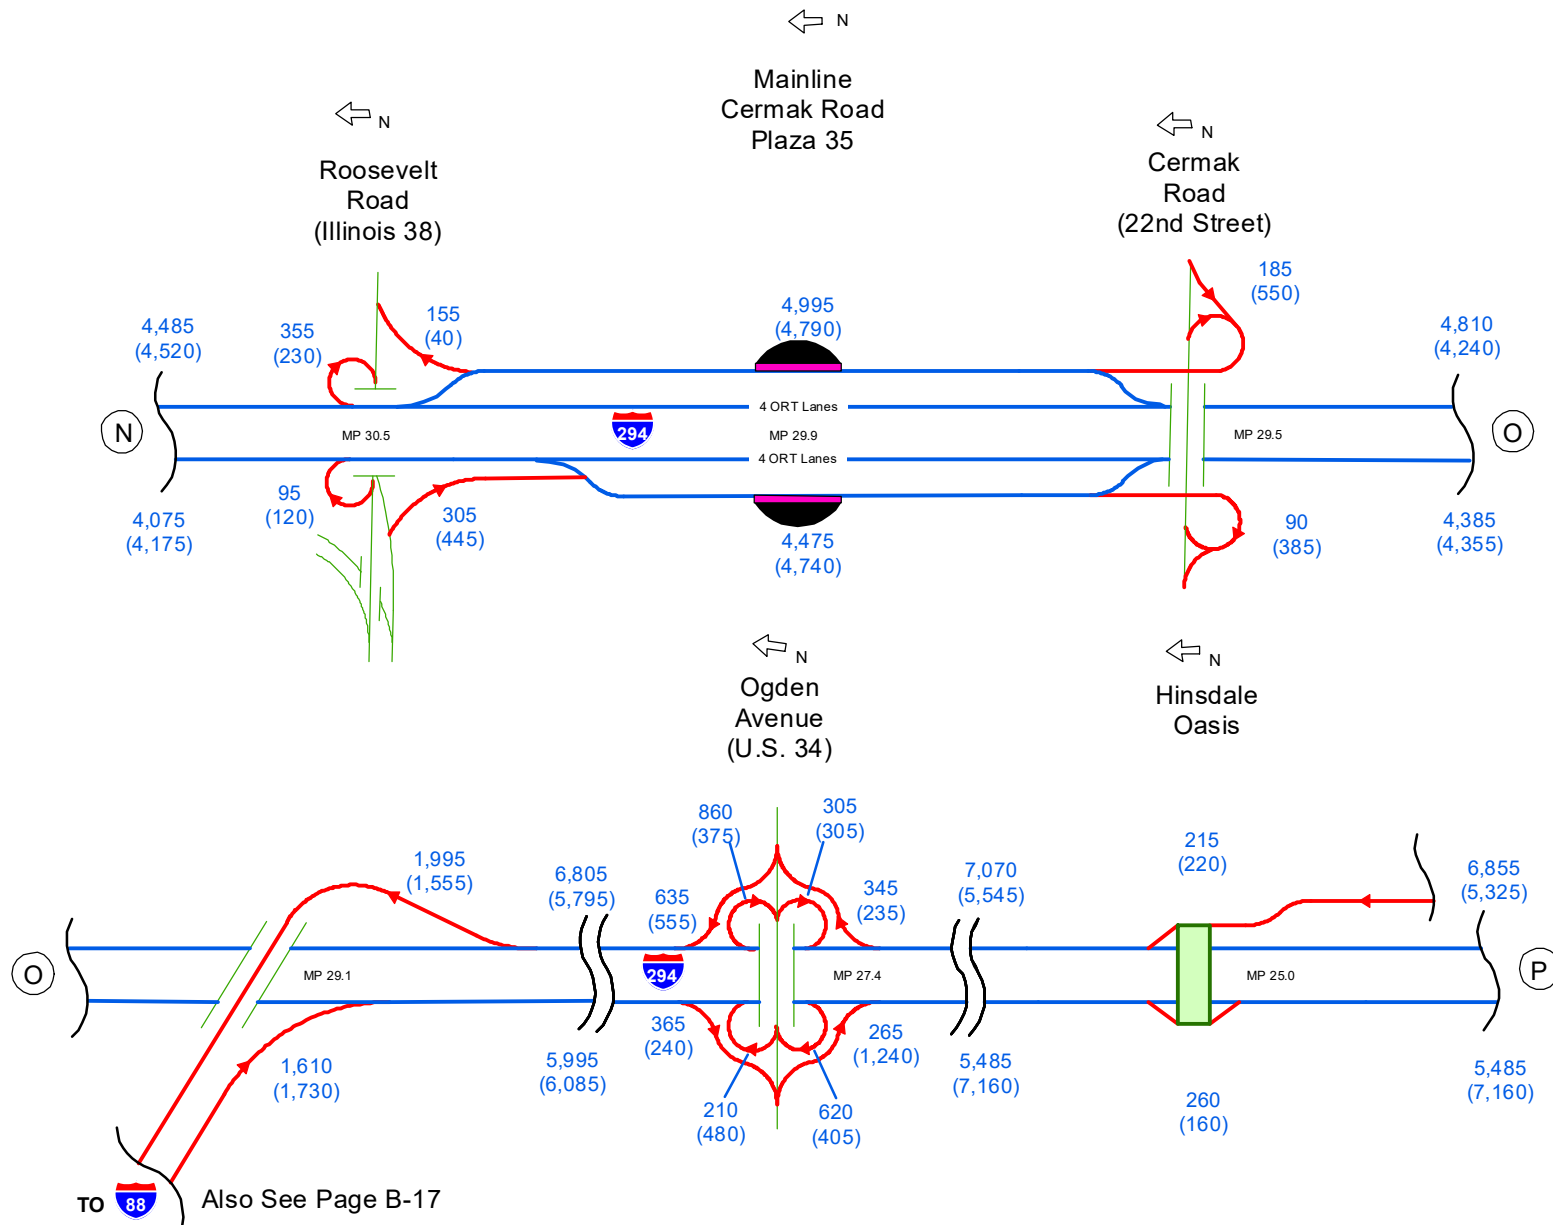 N
Mainline
Cermak Road
Plaza 35
N
Roosevelt
Road
(Illinois 38)
N
Cermak
Road
(22nd Street)
4,485
(4,520)
355
(230)
155
(40)
4,995
(4,790)
185
(550)
4,810
(4,240)
N
4 ORT Lanes
MP 30.5
294
MP 29.9
MP 29.5
O
4 ORT Lanes
4,075
(4,175)
95
(120)
305
(445)
4,475
(4,740)
90
(385)
4,385
(4,355)
N
Ogden
Avenue
(U.S. 34)
N
Hinsdale
Oasis
1,995
(1,555)
6,805
(5,795)
635
(555)
860
(375)
305
(305)
345
(235)
7,070
(5,545)
215
(220)
6,855
(5,325)
O
MP 29.1
294
MP 27.4
MP 25.0
P
1,610
(1,730)
5,995
(6,085)
365
(240)
210
(480)
620
(405)
265
(1,240)
5,485
(7,160)
260
(160)
5,485
(7,160)
TO 88 Also See Page B-17